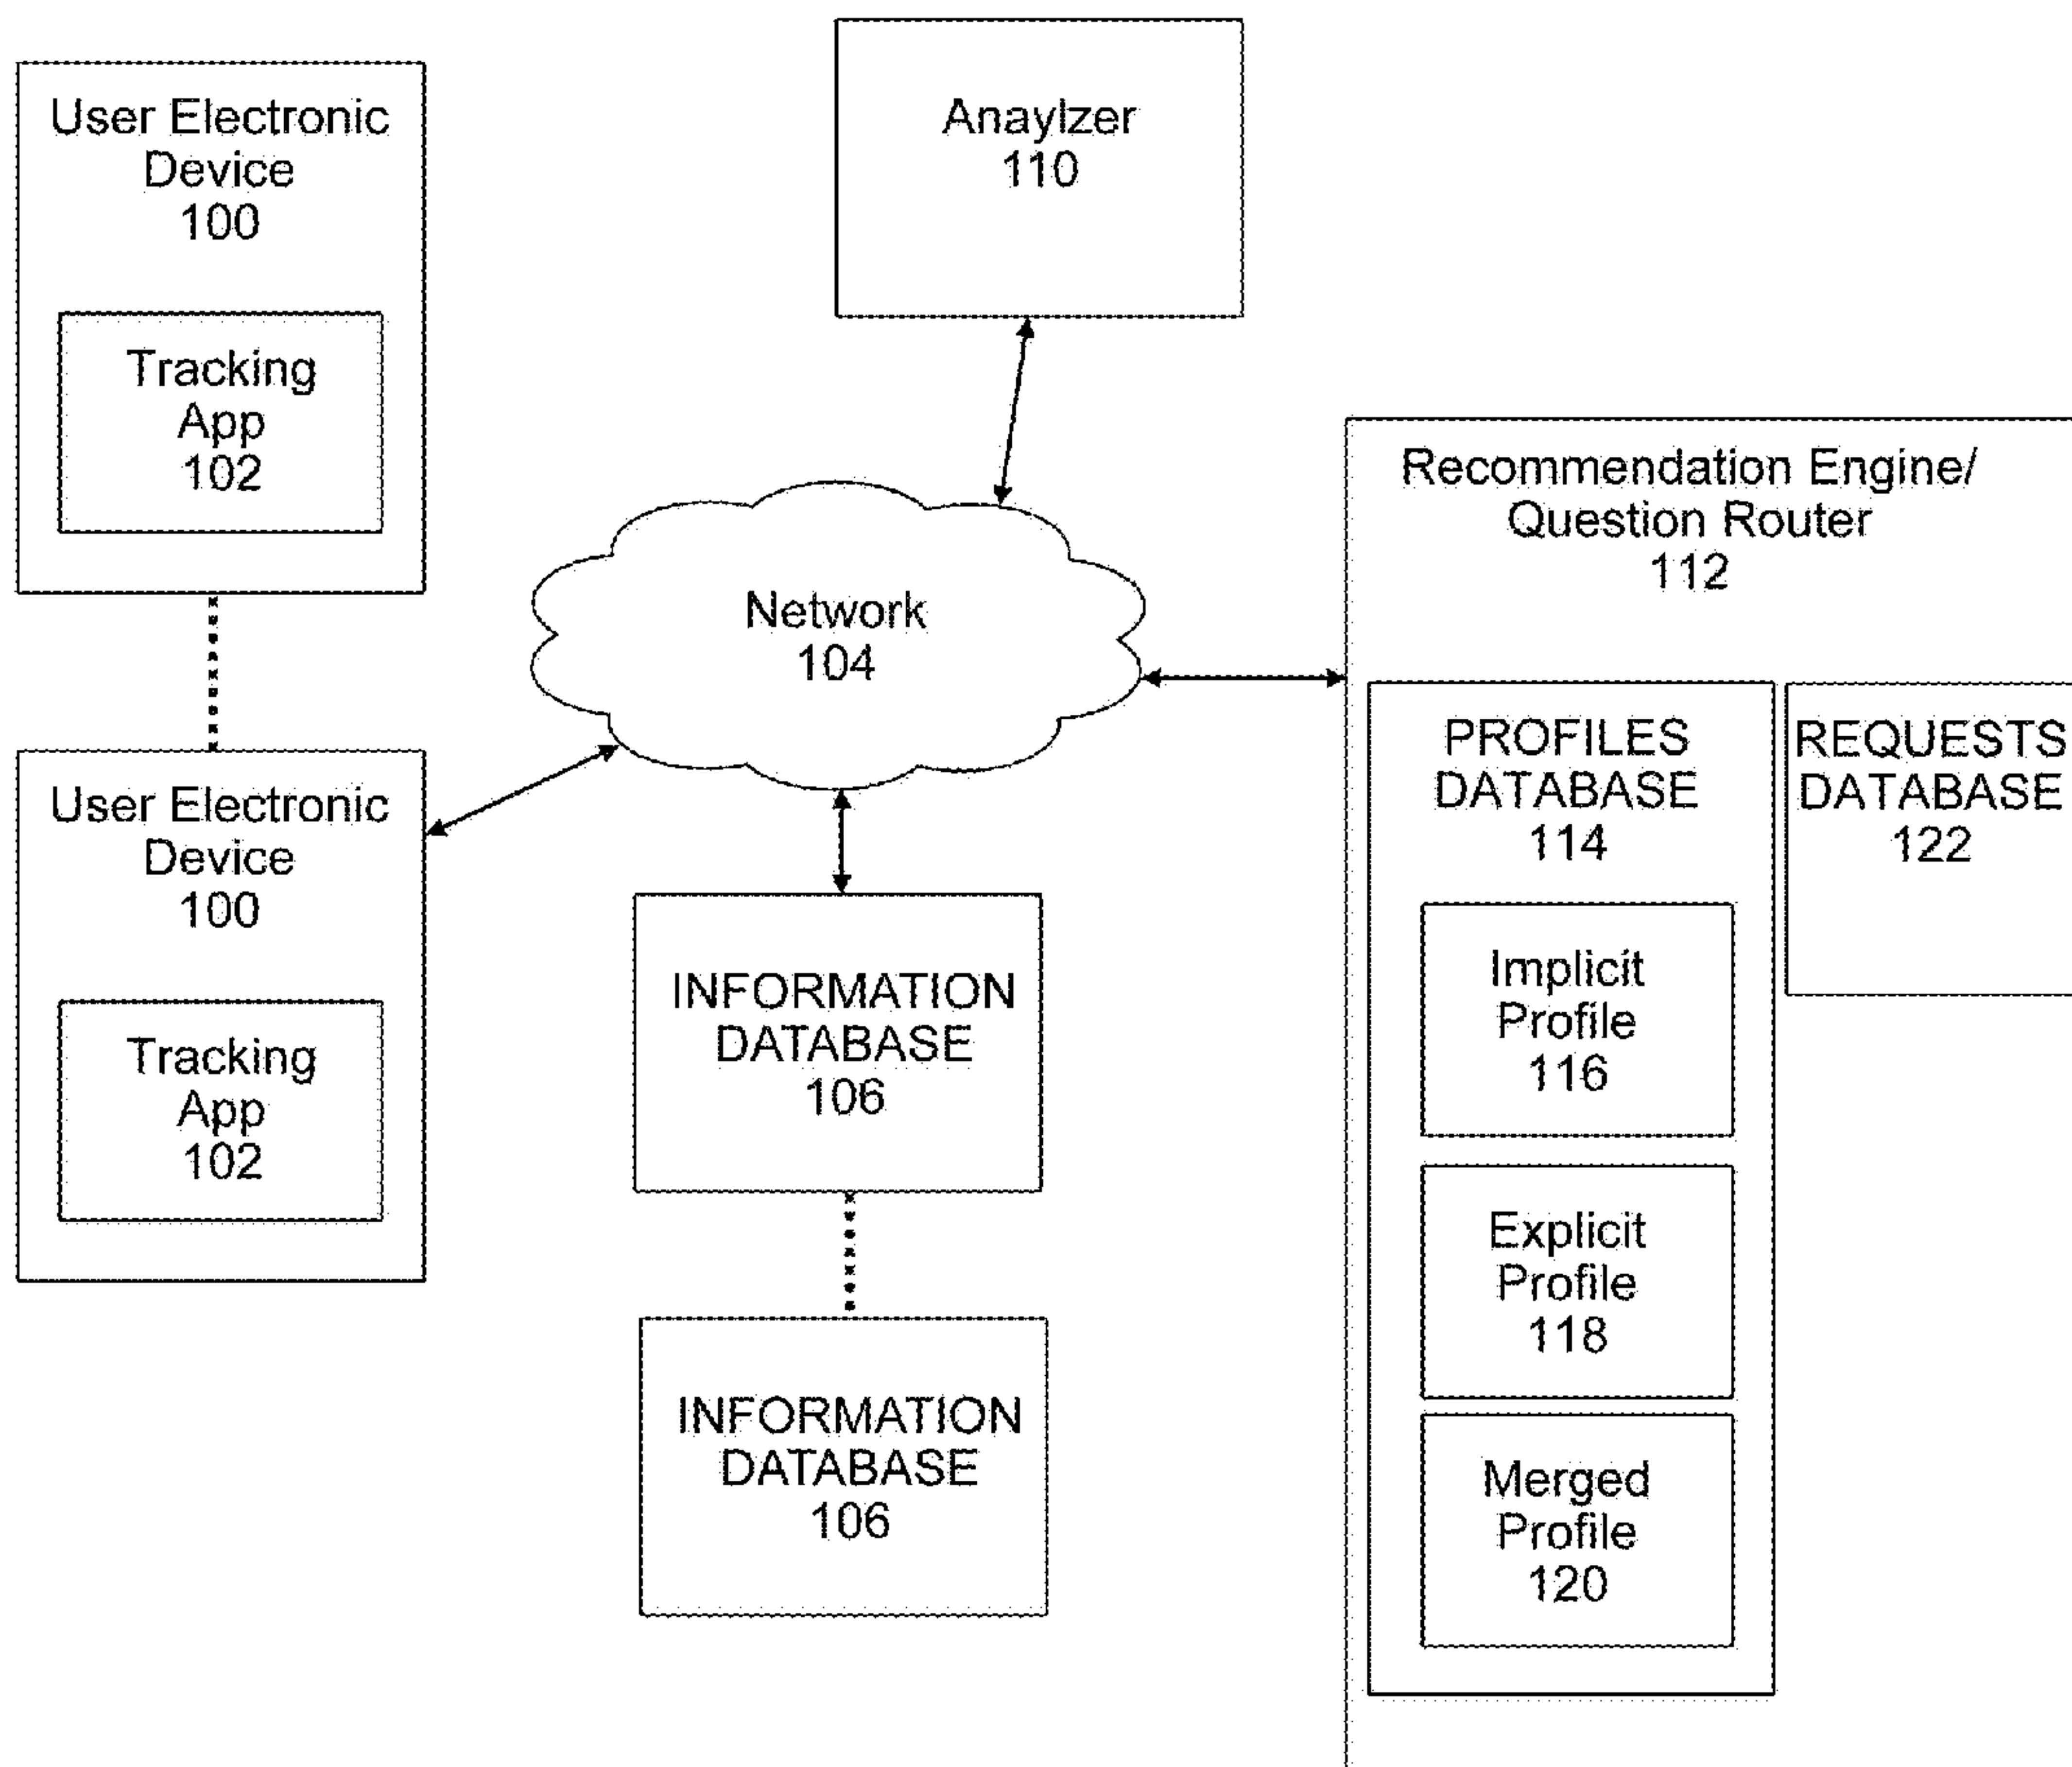 User Electronic
Device
100
Tracking
App
102
Anaylzer
110
Network
104
User Electronic
Device
100
Tracking
App
102
INFORMATION
DATABASE
106
INFORMATION
DATABASE
106
Recommendation Engine/
Question Router
112
PROFILES
DATABASE
114
Implicit
Profile
116
Explicit
Profile
118
Merged
Profile
120
REQUESTS
DATABASE
122